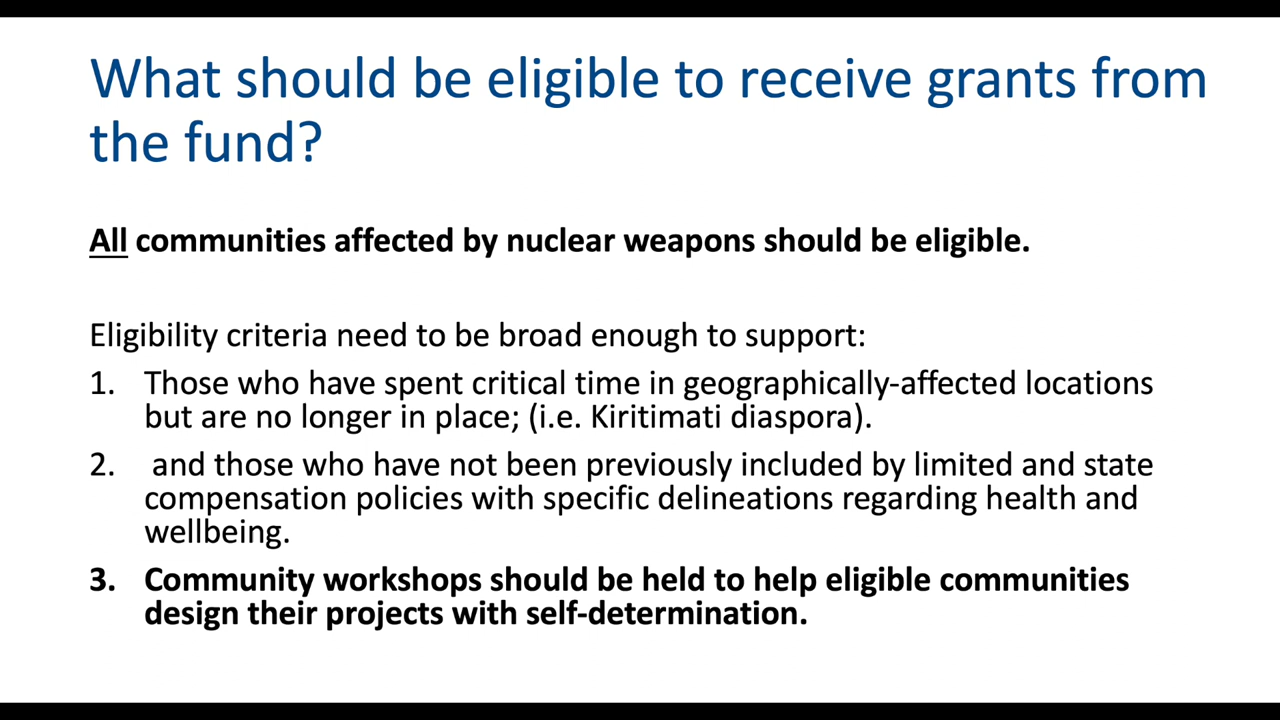 What should be eligible to receive grants from
the fund?
All communities affected by nuclear weapons should be eligible.
Eligibility criteria need to be broad enough to support:
1. Those who have spent critical time in geographically-affected locations
but are no longer in place; (i.e. Kiritimati diaspora).
2. and those who have not been previously included by limited and state
compensation policies with specific delineations regarding health and
wellbeing.
3. Community workshops should be held to help eligible communities
design their projects with self-determination.